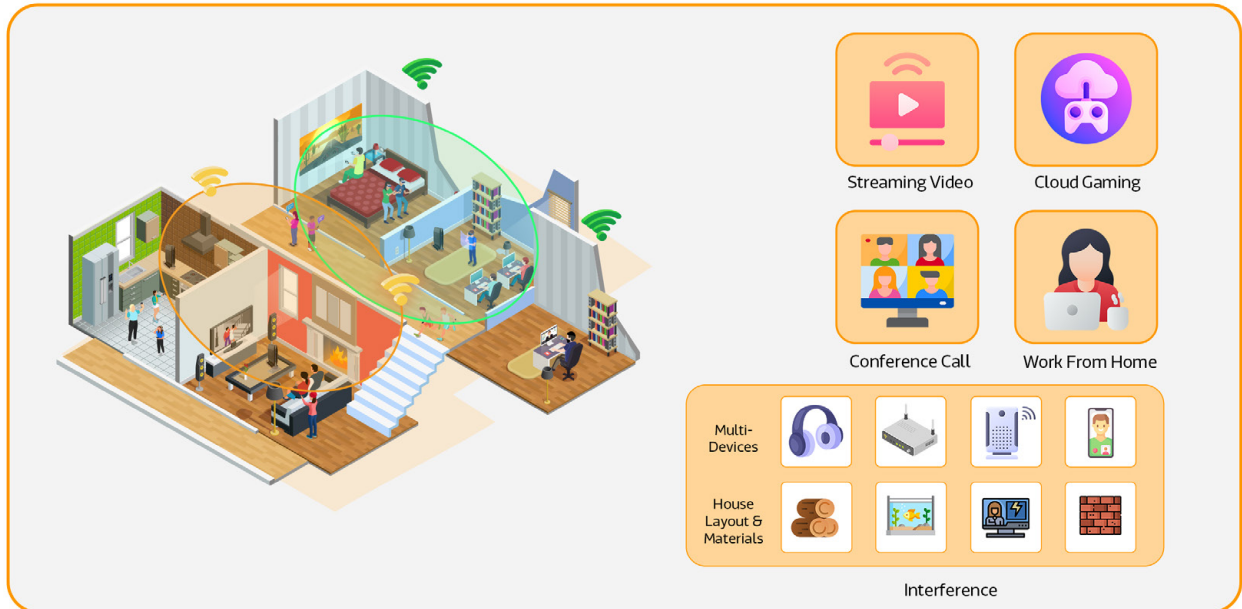 Streaming Video
Cloud Gaming
Conference Call
Work From Home
Multi-
Devices
House
Layout &
Materials
Interference